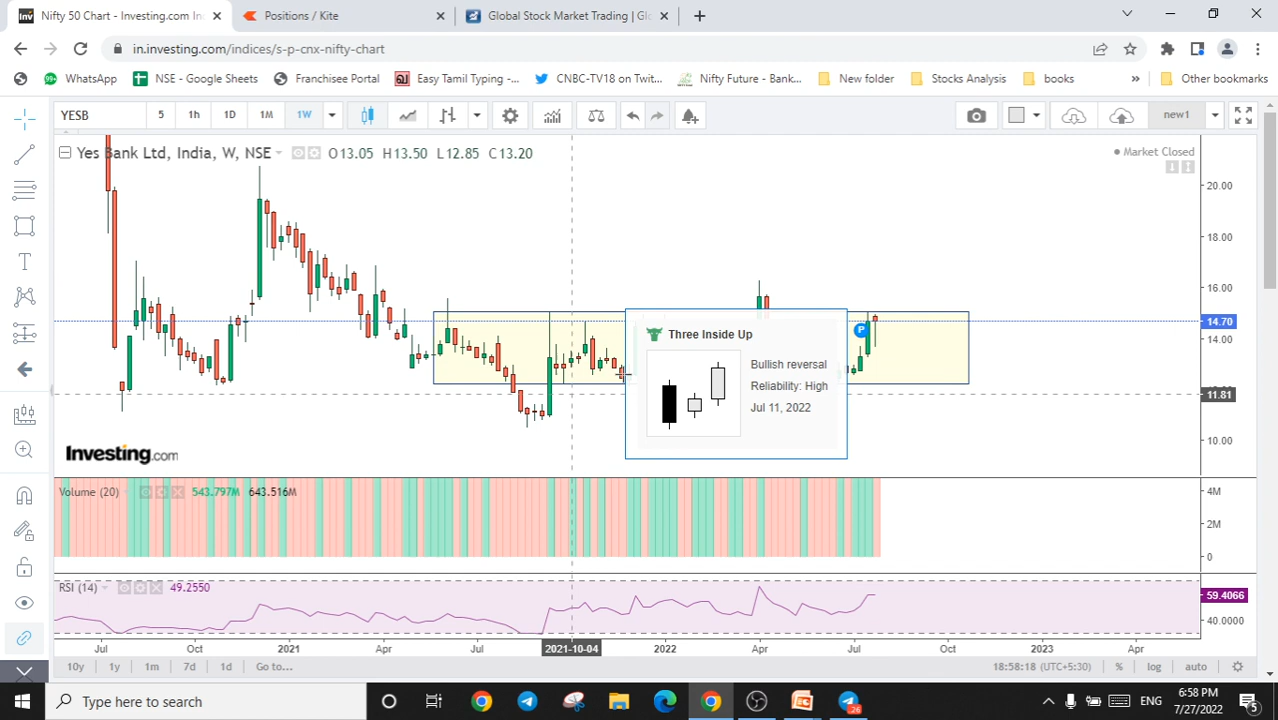 Nifty 50 Chart - Investing.com In
Positions / Kite
Global Stock Market Trading | Glo
in.investing.com/indices/s-p-cnx-nifty-chart
99+ WhatsApp
NSE - Google Sheets
Franchisee Portal
Easy Tamil Typing -...
CNBC-TV18 on Twit...
Nifty Future - Bank...
New folder
Stocks Analysis
books
»
Other bookmarks
YESB 5 1h 1D 1M 1W new1
Yes Bank Ltd, India, W, NSE O13.05 H13.50 L12.85 C13.20
Market Closed
20.00
18.00
16.00
14.70
14.00
11.81
10.00
Three Inside Up
Bullish reversal
Reliability: High
Jul 11, 2022
P
Investing.com
Volume (20) 543.797M 643.516M
4M
2M
0
RSI (14) 49.2550
59.4066
40.0000
Jul Oct 2021 Apr Jul 2021-10-04 2022 Apr Jul Oct 2023 Apr
10y 1y 1m 7d 1d Go to... 18:58:18 (UTC+5:30) % log auto
Type here to search
26
ENG
6:58 PM
7/27/2022
5